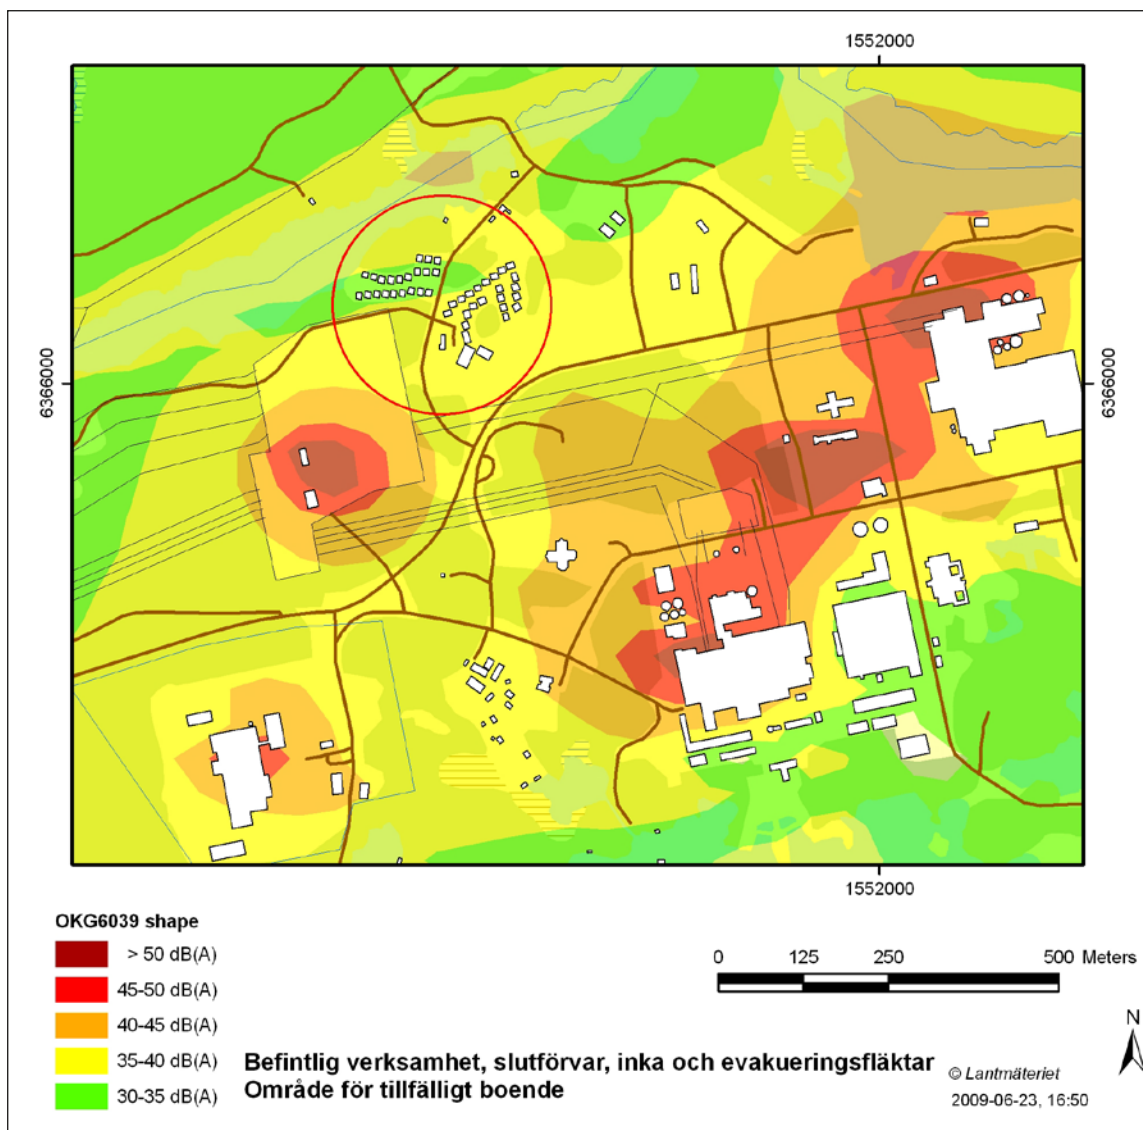 1552000
6366000
6366000
1552000
OKG6039 shape
> 50 dB(A)
45-50 dB(A)
40-45 dB(A)
35-40 dB(A)
30-35 dB(A)
0 125 250 500 Meters
N
Befintlig verksamhet, slutförvar, inka och evakueringsfläktar
Område för tillfälligt boende
© Lantmäteriet
2009-06-23, 16:50